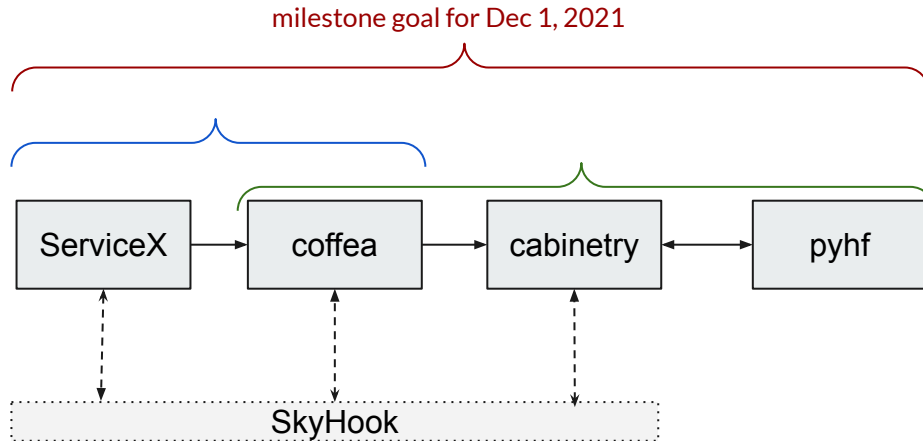 milestone goal for Dec 1, 2021
ServiceX
coffea
cabinetry
pyhf
SkyHook